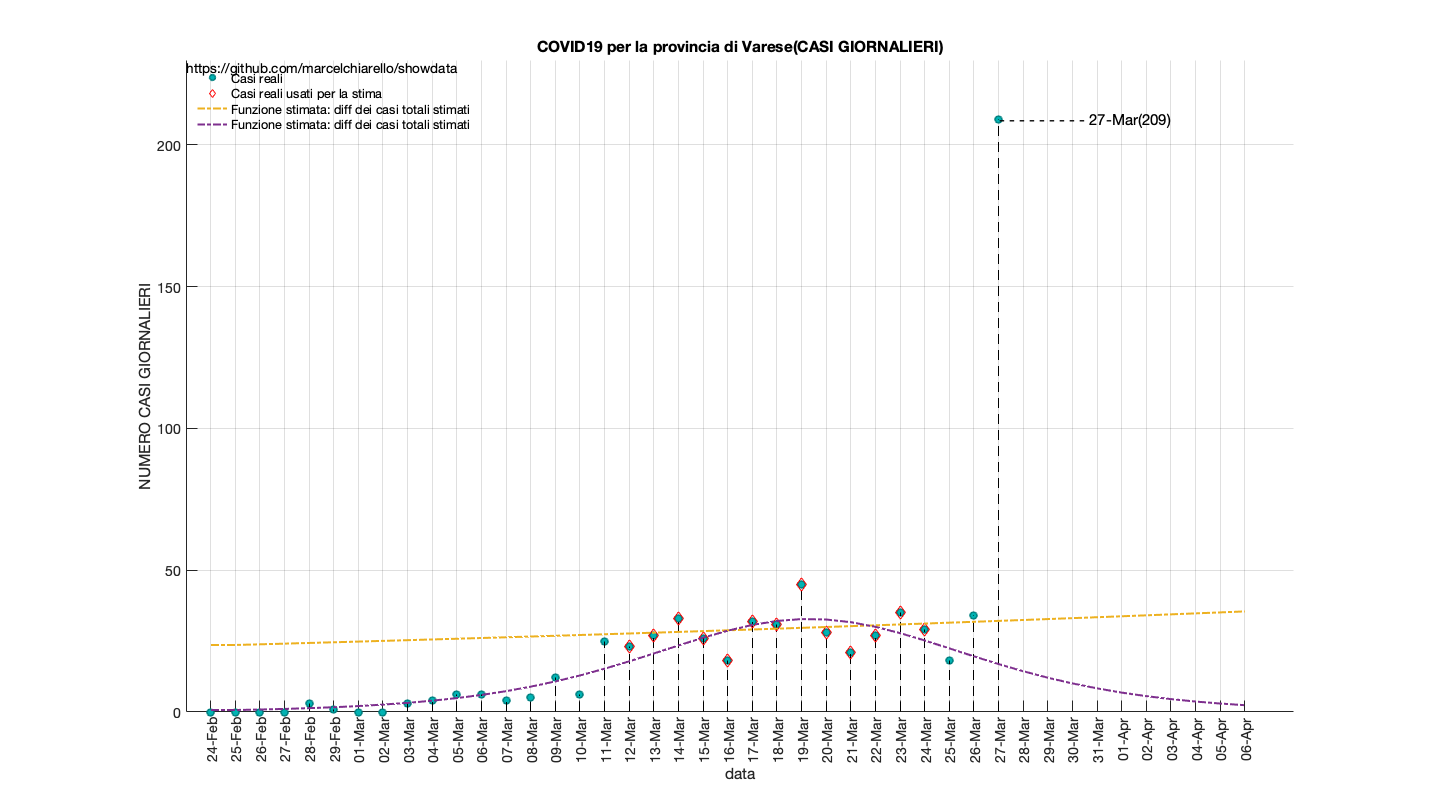 COVID19 per la provincia di Varese(CASI GIORNALIERI)
https://github.com/marcelchiarello/showdata
Casi reali
Casi reali usati per la stima
Funzione stimata: diff dei casi totali stimati
Funzione stimata: diff dei casi totali stimati
27-Mar(209)
NUMERO CASI GIORNALIERI
200
150
100
50
0
24-Feb
25-Feb
26-Feb
27-Feb
28-Feb
29-Feb
01-Mar
02-Mar
03-Mar
04-Mar
05-Mar
06-Mar
07-Mar
08-Mar
09-Mar
10-Mar
11-Mar
12-Mar
13-Mar
14-Mar
15-Mar
16-Mar
17-Mar
18-Mar
19-Mar
20-Mar
21-Mar
22-Mar
23-Mar
24-Mar
25-Mar
26-Mar
27-Mar
28-Mar
29-Mar
30-Mar
31-Mar
01-Apr
02-Apr
03-Apr
04-Apr
05-Apr
06-Apr
data